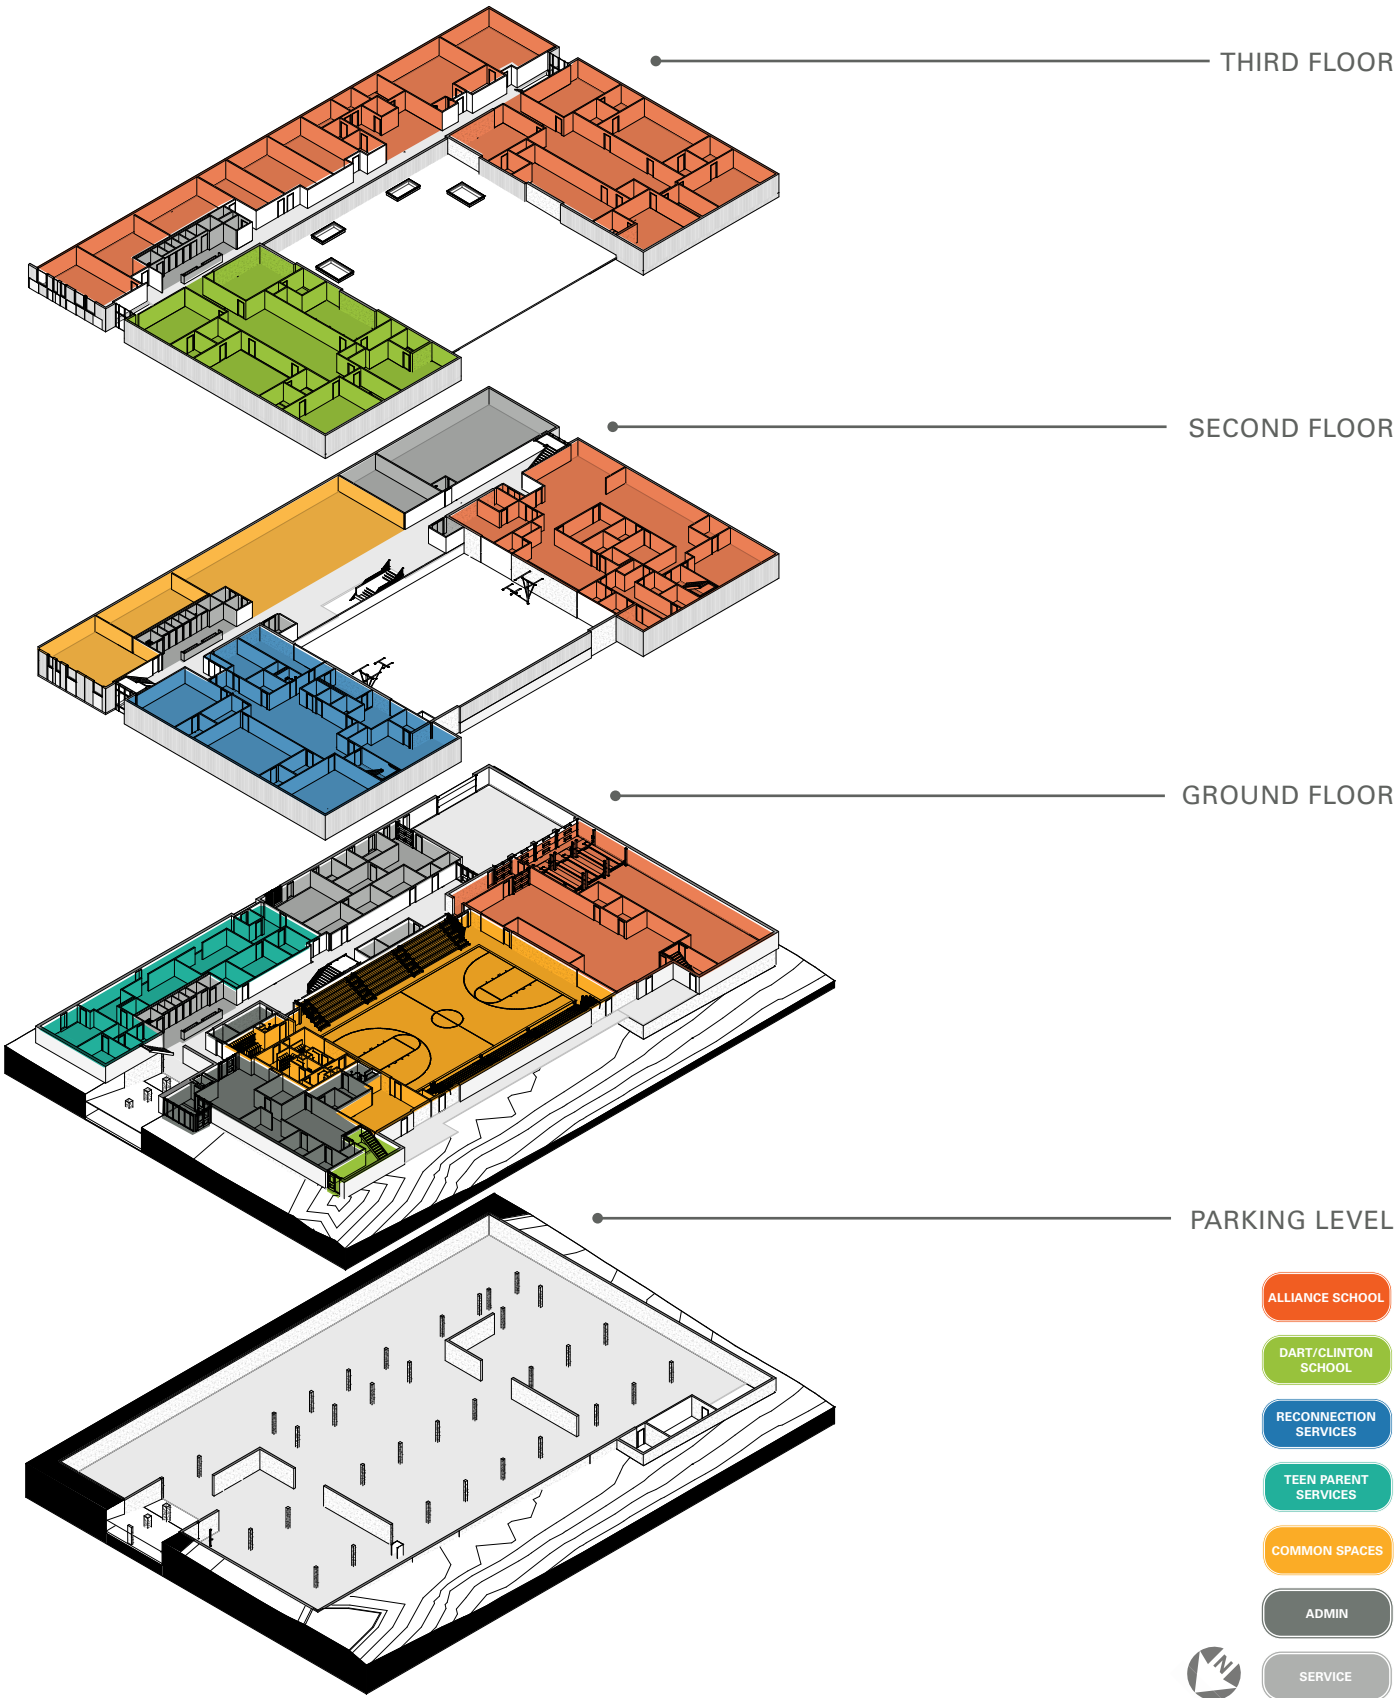 THIRD FLOOR
SECOND FLOOR
GROUND FLOOR
PARKING LEVEL
ALLIANCE SCHOOL
DART/CLINTON
SCHOOL
RECONNECTION
SERVICES
TEEN PARENT
SERVICES
COMMON SPACES
ADMIN
N
SERVICE